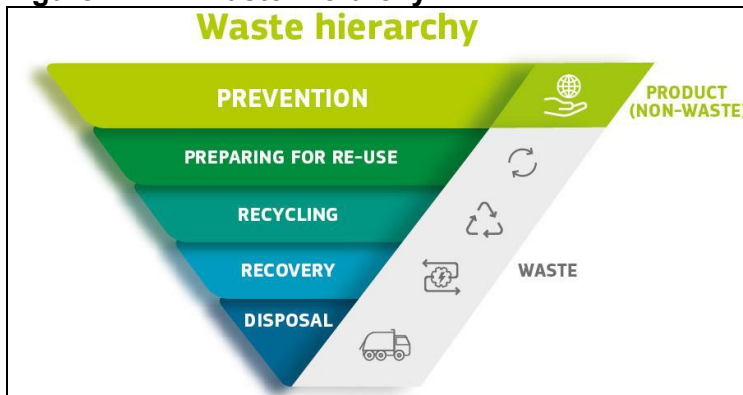 Waste hierarchy
PREVENTION
PRODUCT
(NON-WASTE)
PREPARING FOR RE-USE
RECYCLING
RECOVERY
WASTE
DISPOSAL